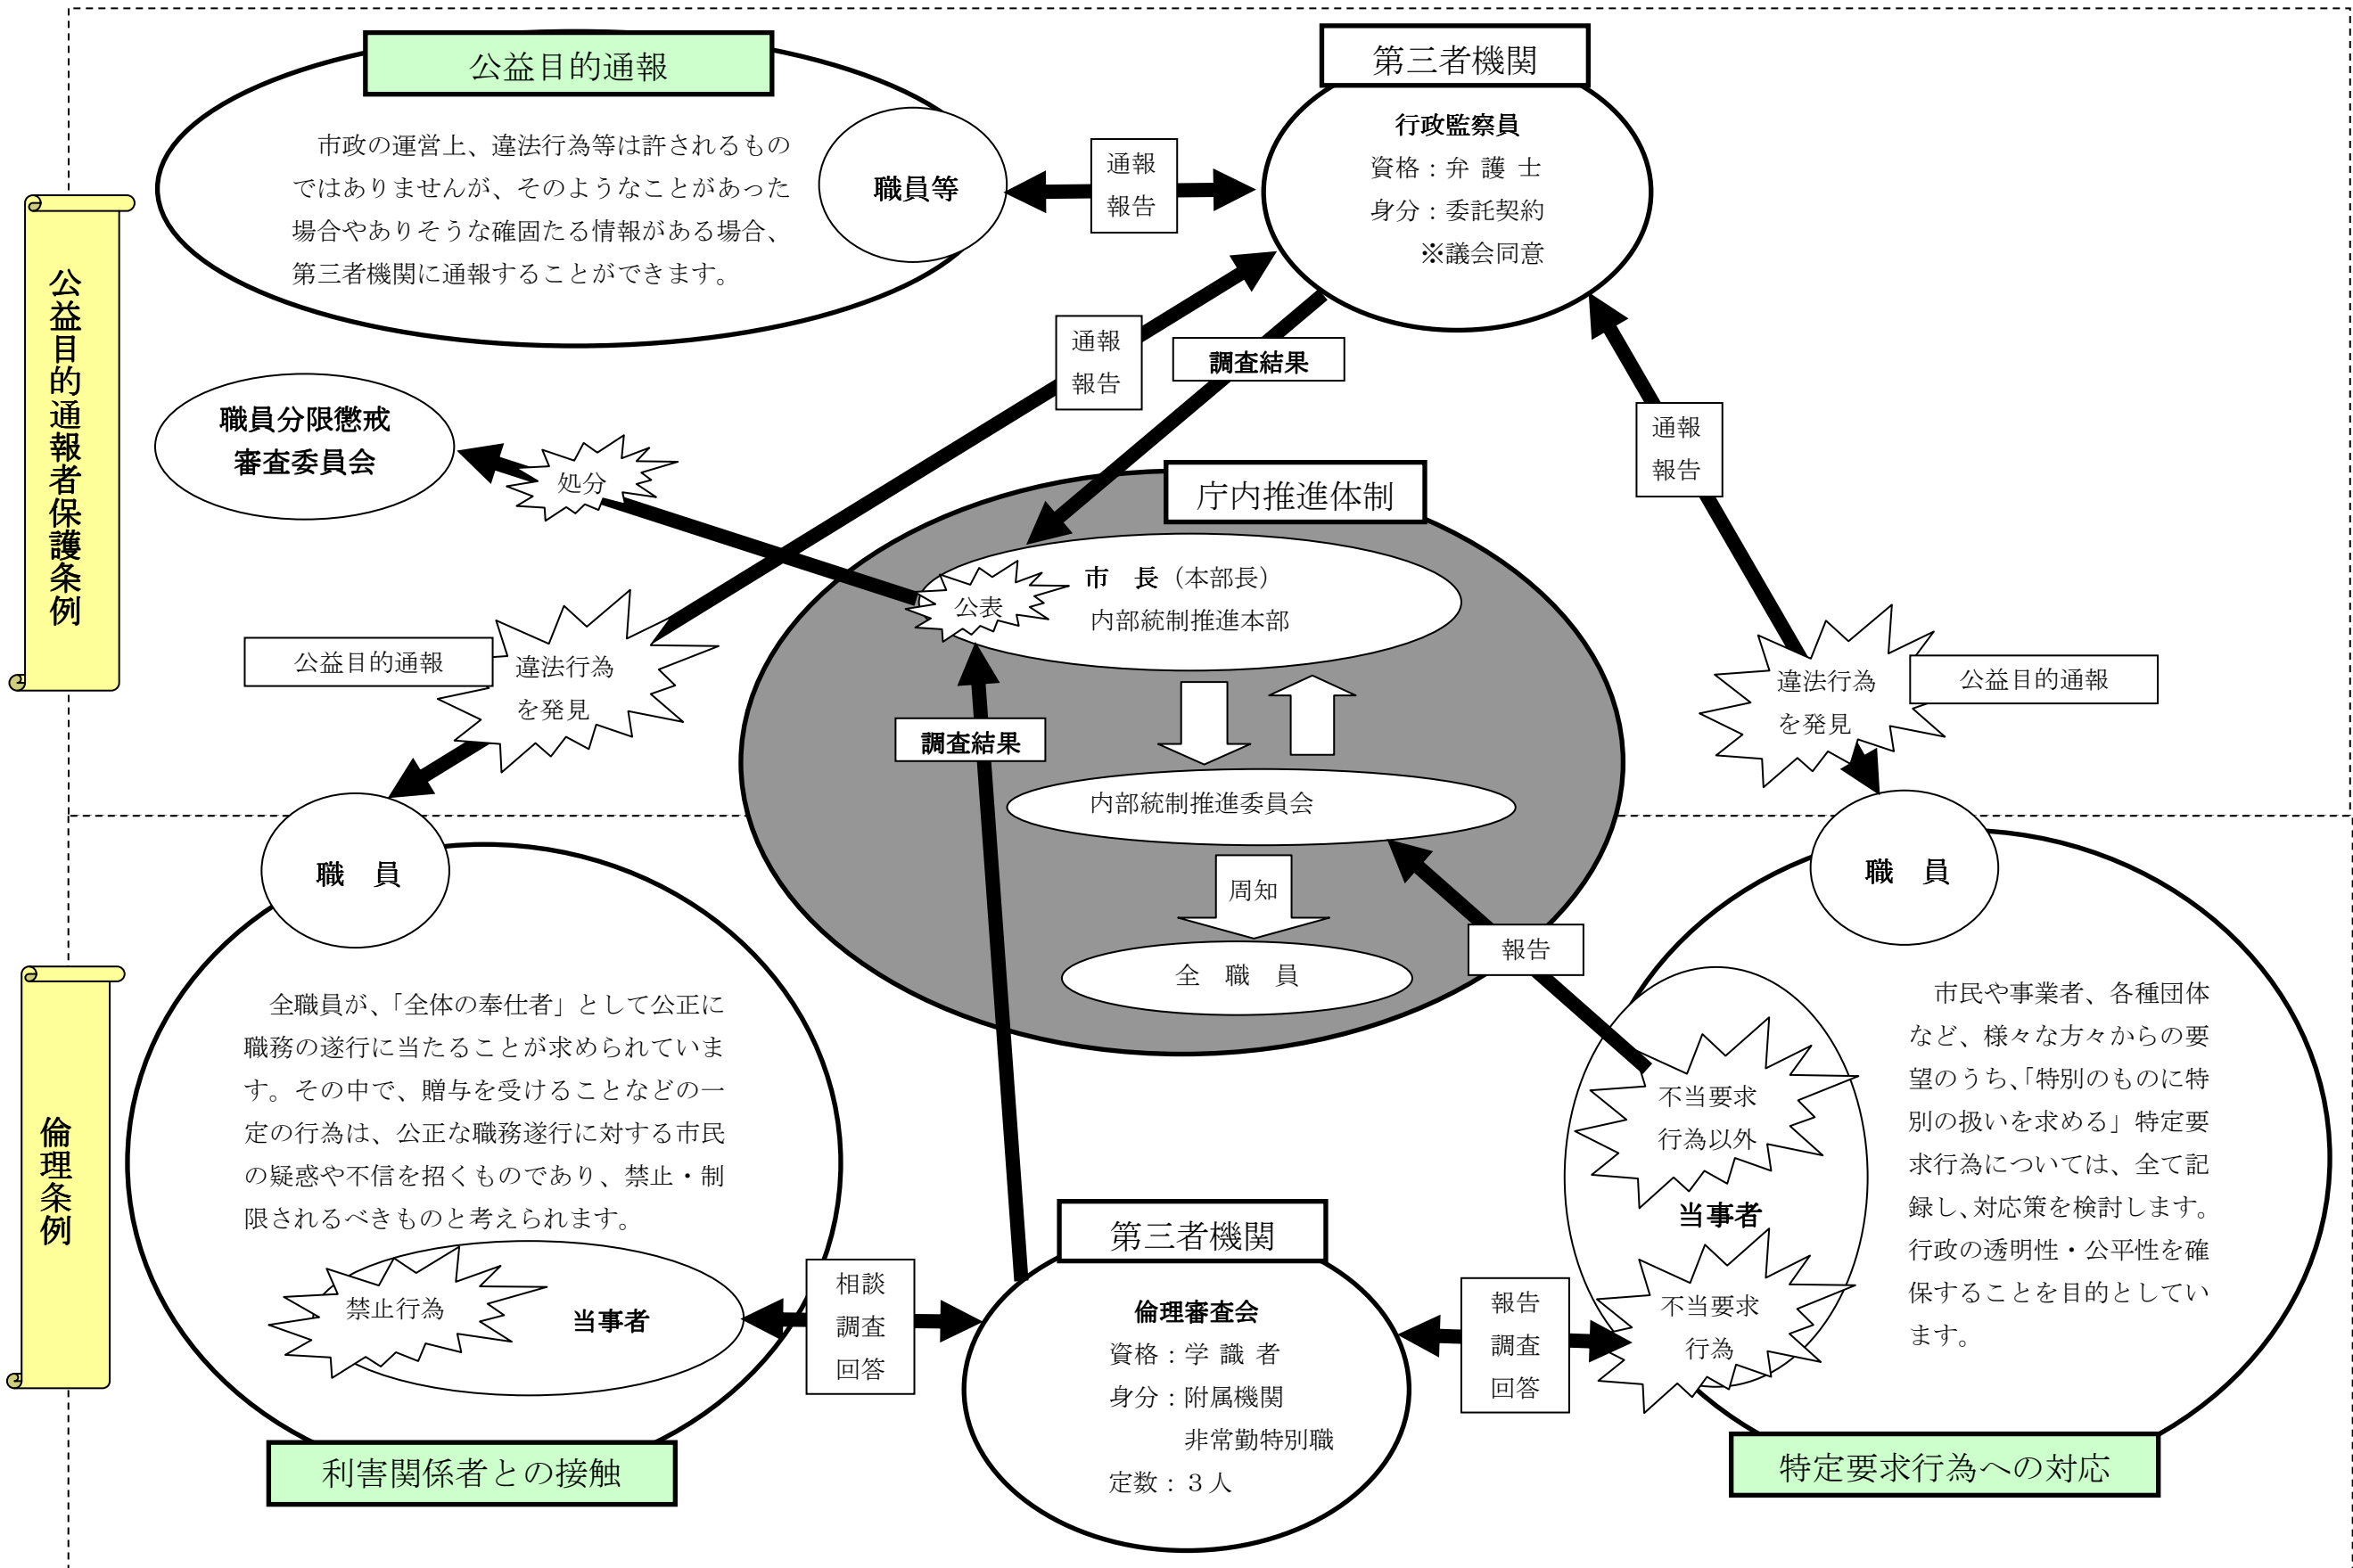 公益目的通報
市政の運営上、違法行為等は許されるもの
ではありませんが、そのようなことがあった
場合やありそうな確固たる情報がある場合、
第三者機関に通報することができます。
職員等
通報
報告
第三者機関
行政監察員
資格：弁 護 士
身分：委託契約
※議会同意
公益目的通報者保護条例
職員分限懲戒
審査委員会
処分
通報
報告
調査結果
通報
報告
庁内推進体制
市　長（本部長）
内部統制推進本部
公表
公益目的通報
違法行為
を発見
違法行為
を発見
公益目的通報
調査結果
内部統制推進委員会
周知
全　職　員
報告
職　員
職　員
倫理条例
全職員が、「全体の奉仕者」として公正に
職務の遂行に当たることが求められていま
す。その中で、贈与を受けることなどの一
定の行為は、公正な職務遂行に対する市民
の疑惑や不信を招くものであり、禁止・制
限されるべきものと考えられます。
禁止行為
当事者
利害関係者との接触
相談
調査
回答
第三者機関
倫理審査会
資格：学 識 者
身分：附属機関
非常勤特別職
定数：３人
報告
調査
回答
不当要求
行為以外
当事者
不当要求
行為
市民や事業者、各種団体
など、様々な方々からの要
望のうち、「特別のものに特
別の扱いを求める」特定要
求行為については、全て記
録し、対応策を検討します。
行政の透明性・公平性を確
保することを目的としてい
ます。
特定要求行為への対応